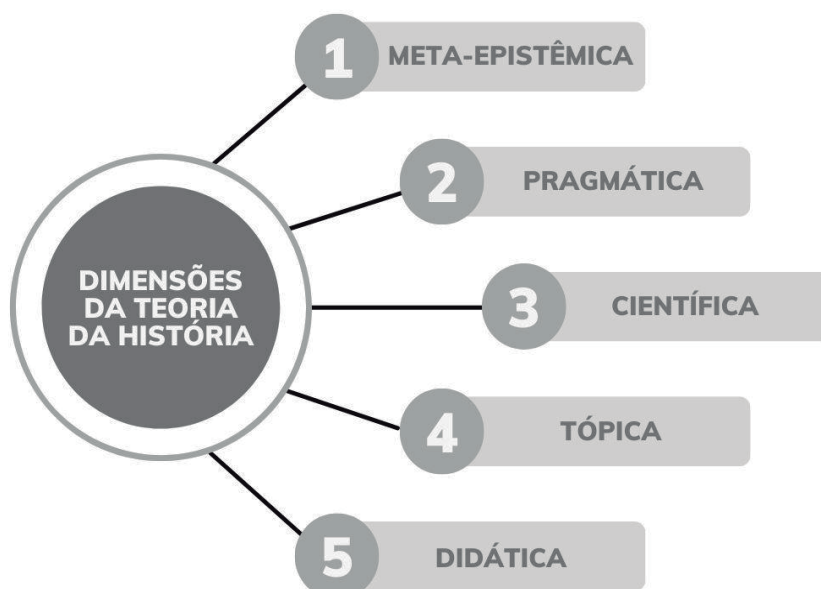 DIMENSÕES
DA TEORIA
DA HISTÓRIA
1 META-EPISTÊMICA
2 PRAGMÁTICA
3 CIENTÍFICA
4 TÓPICA
5 DIDÁTICA